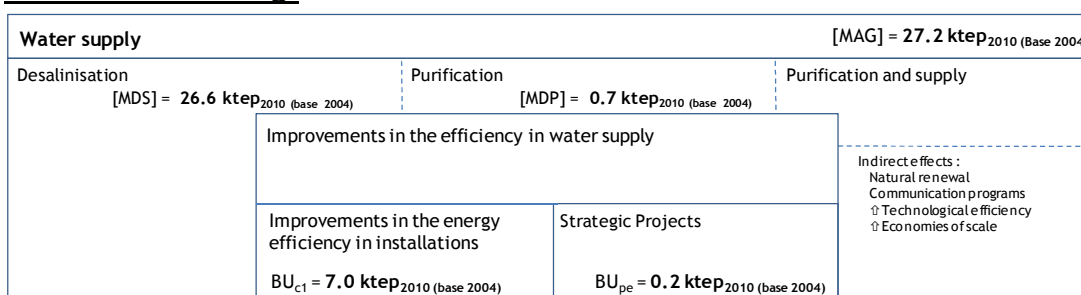 Water supply
[MAG] = 27.2 ktep2010 (Base 2004
Desalinisation
[MDS] = 26.6 ktep2010 (base 2004)
Purification
[MDP] = 0.7 ktep2010 (base 2004)
Purification and supply
Improvements in the efficiency in water supply
Indirect effects :
Natural renewal
Communication programs
⇧ Technological efficiency
⇧ Economies of scale
Improvements in the energy
efficiency in installations
BUc1 = 7.0 ktep2010 (base 2004)
Strategic Projects
BUpe = 0.2 ktep2010 (base 2004)